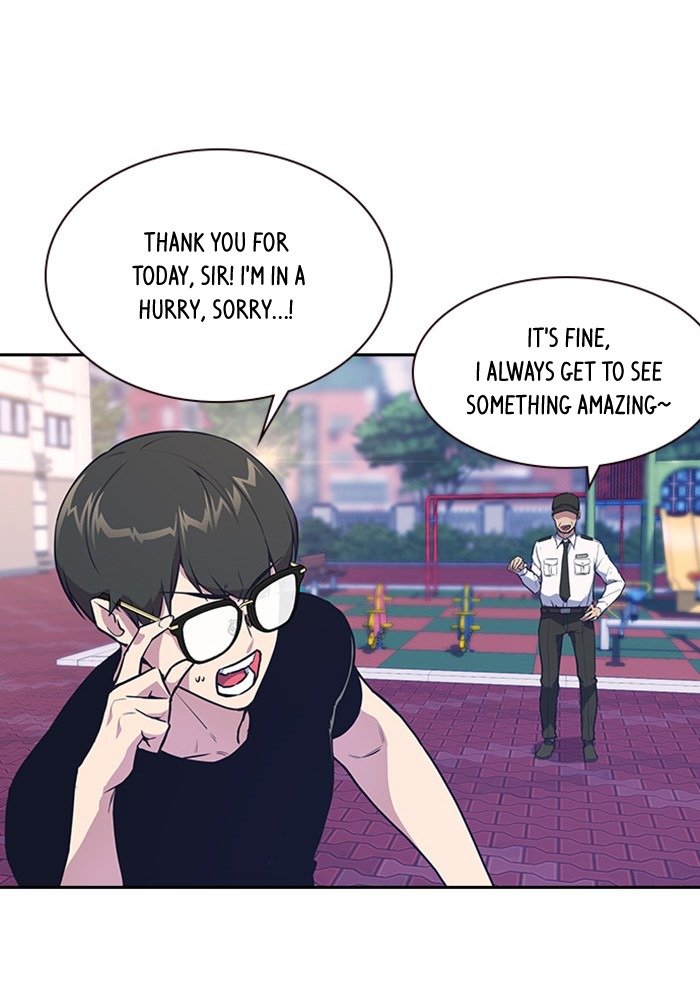 THANK YOU FOR
TODAY, SIR! I'M IN A
HURRY, SORRY...!
IT'S FINE,
I ALWAYS GET TO SEE
SOMETHING AMAZING~